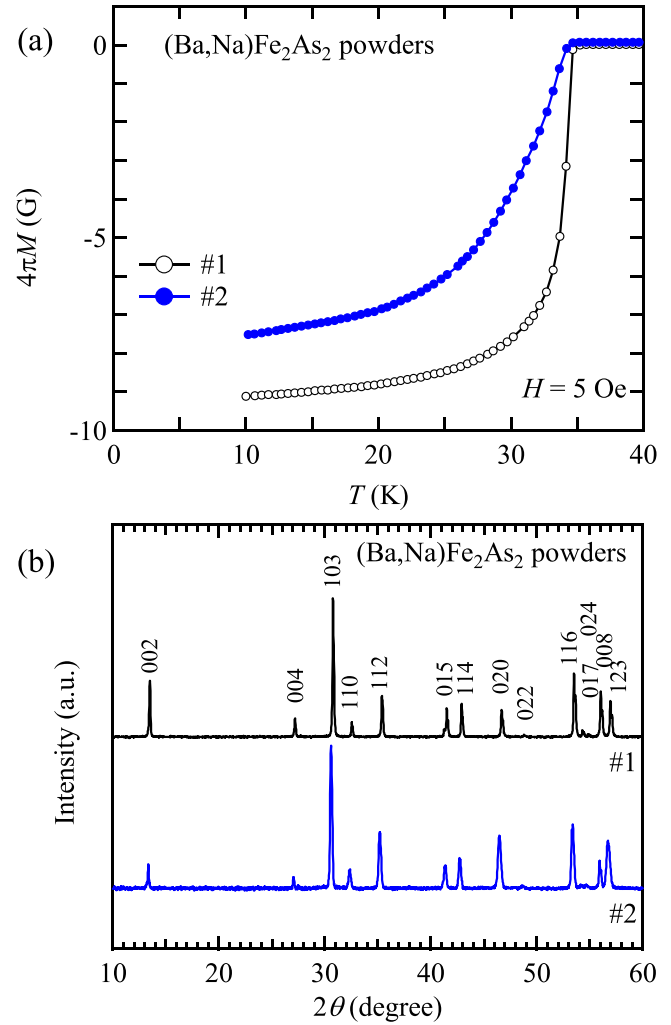 (a)
(Ba,Na)Fe₂As₂ powders
0
-5
-10
4πM (G)
#1
#2
H = 5 Oe
0 10 20 30 40
T (K)
(b)
(Ba,Na)Fe₂As₂ powders
002
004
103
110
112
015
114
020
022
116
017
024
008
123
#1
#2
Intensity (a.u.)
10 20 30 40 50 60
2θ (degree)